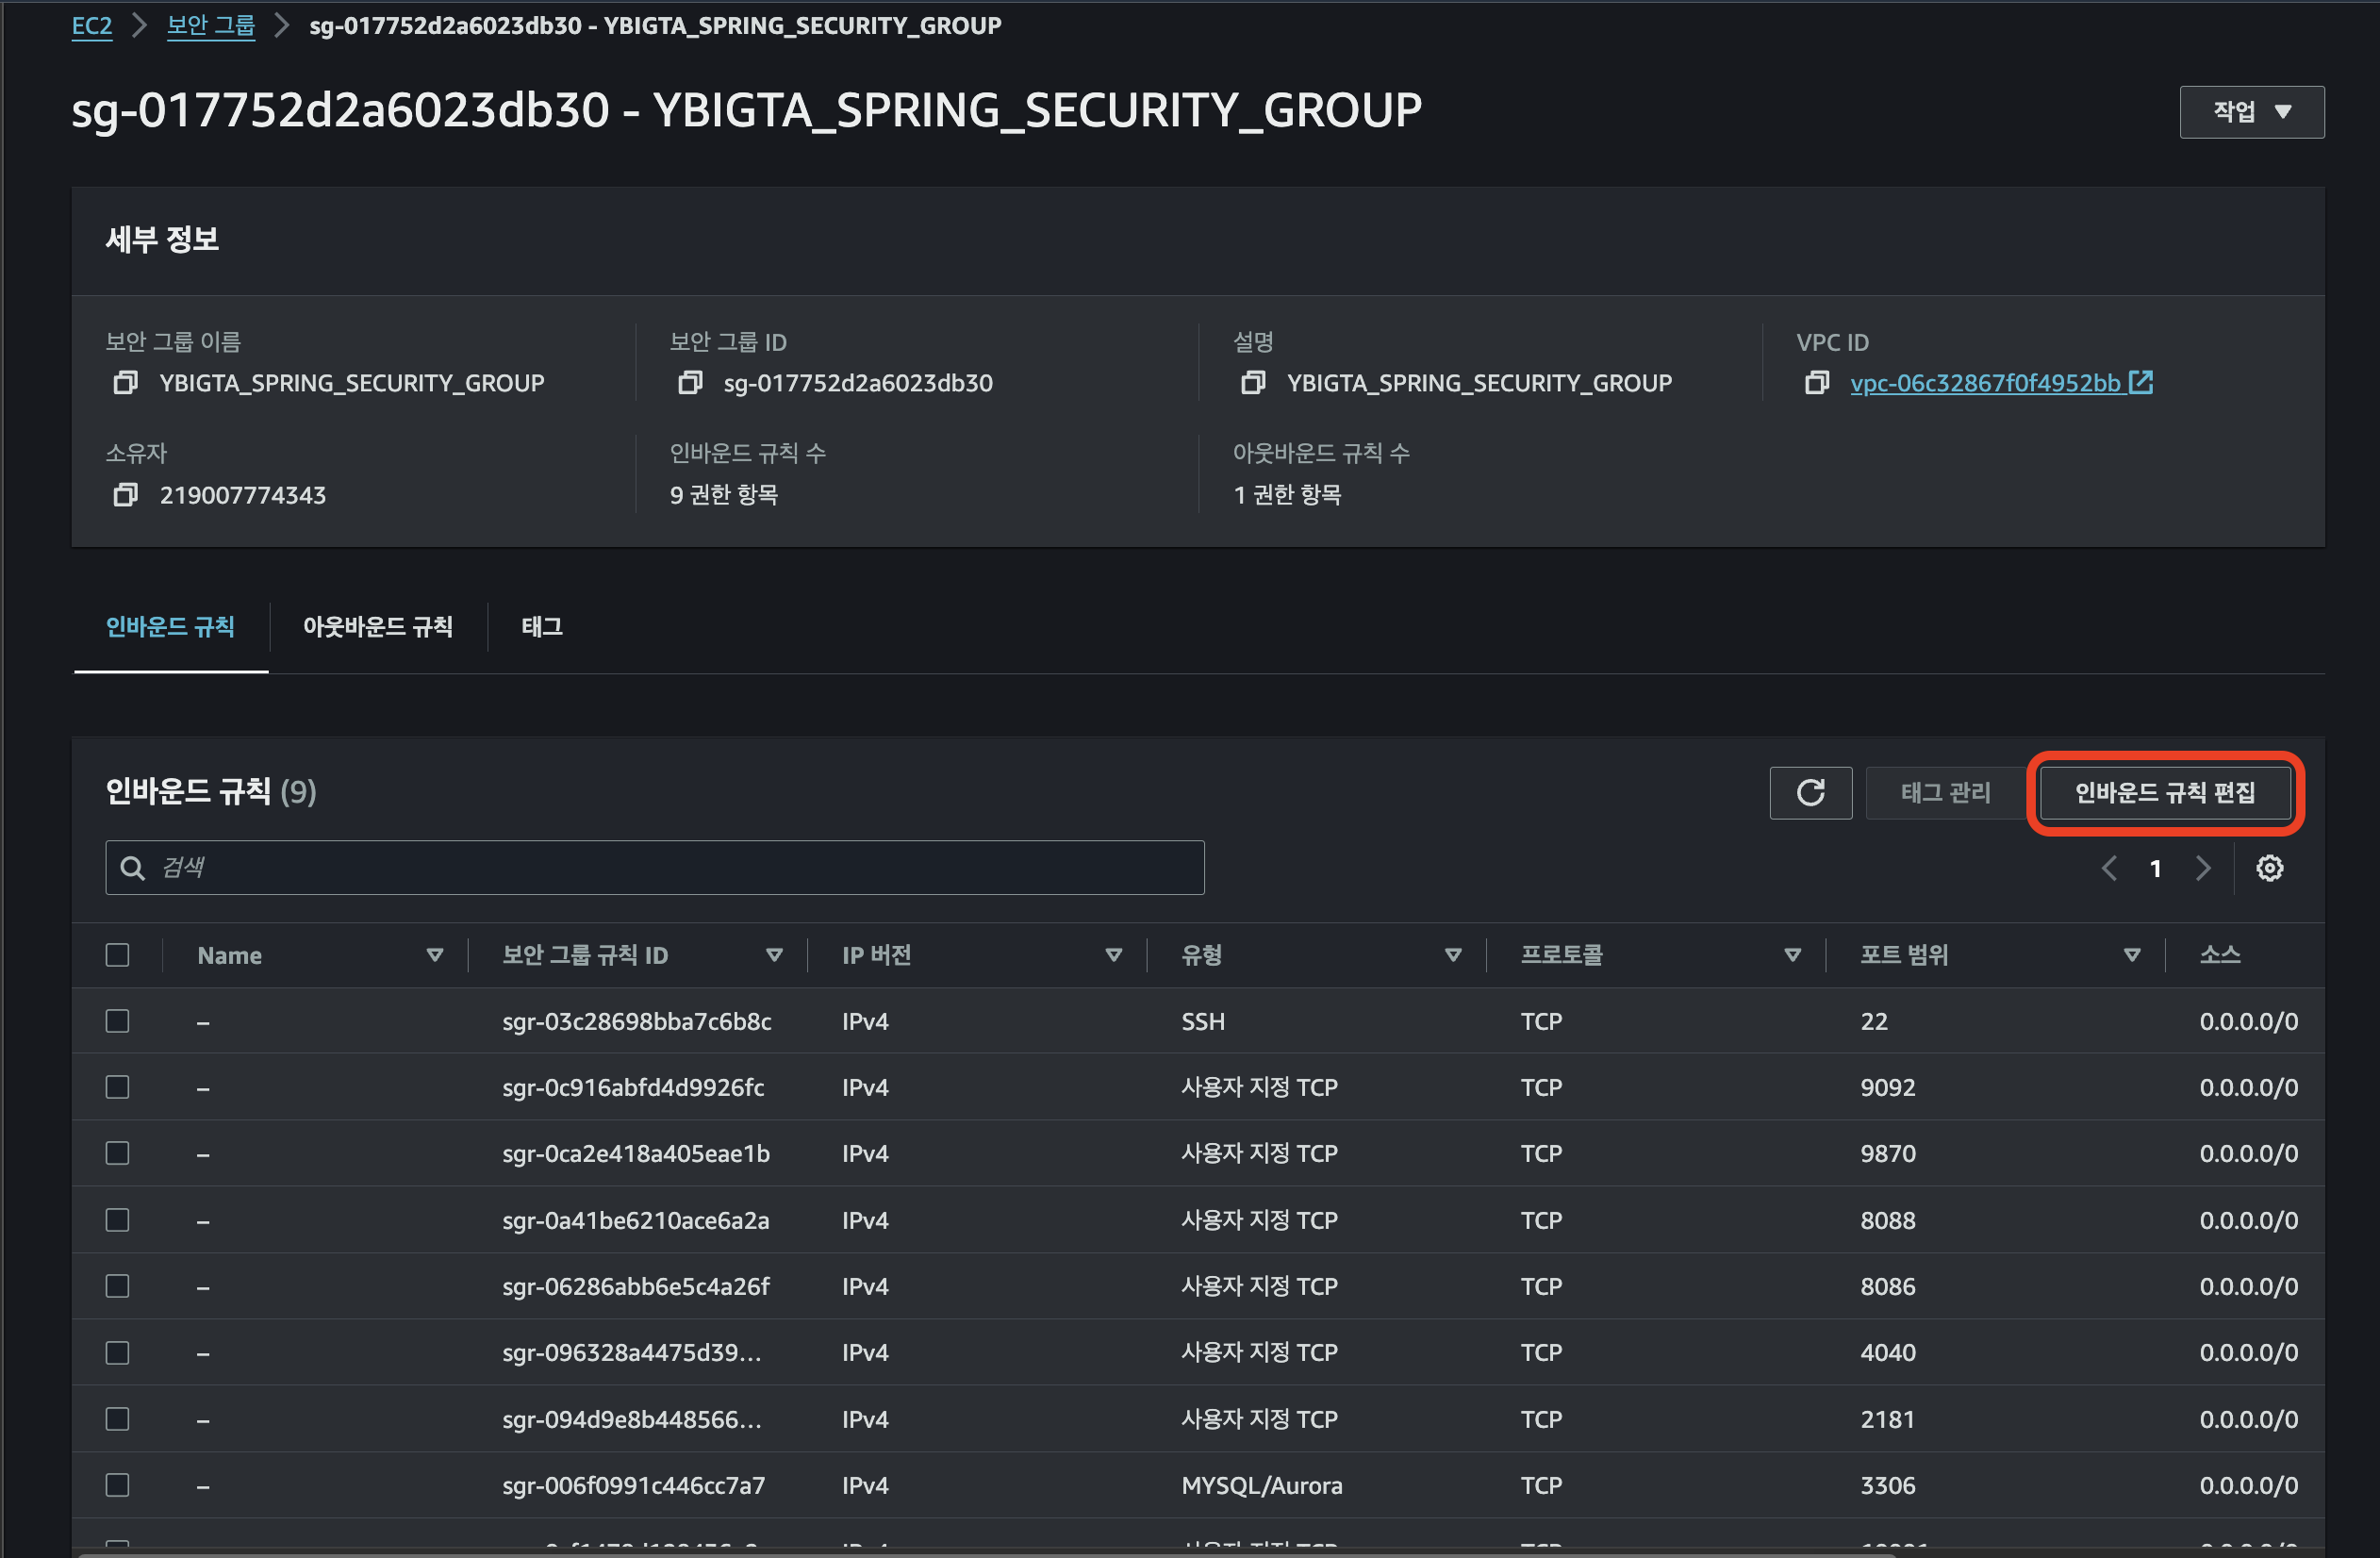 EC2 > 보안 그룹 > sg-017752d2a6023db30 - YBIGTA_SPRING_SECURITY_GROUP
sg-017752d2a6023db30 - YBIGTA_SPRING_SECURITY_GROUP
작업
세부 정보
보안 그룹 이름 보안 그룹 ID 설명 VPC ID
YBIGTA_SPRING_SECURITY_GROUP sg-017752d2a6023db30 YBIGTA_SPRING_SECURITY_GROUP vpc-06c32867f0f4952bb
소유자 인바운드 규칙 수 아웃바운드 규칙 수
219007774343 9 권한 항목 1 권한 항목
인바운드 규칙 아웃바운드 규칙 태그
인바운드 규칙 (9) 태그 관리 인바운드 규칙 편집
검색 1
Name 보안 그룹 규칙 ID IP 버전 유형 프로토콜 포트 범위 소스
– sgr-03c28698bba7c6b8c IPv4 SSH TCP 22 0.0.0.0/0
– sgr-0c916abfd4d9926fc IPv4 사용자 지정 TCP TCP 9092 0.0.0.0/0
– sgr-0ca2e418a405eae1b IPv4 사용자 지정 TCP TCP 9870 0.0.0.0/0
– sgr-0a41be6210ace6a2a IPv4 사용자 지정 TCP TCP 8088 0.0.0.0/0
– sgr-06286abb6e5c4a26f IPv4 사용자 지정 TCP TCP 8086 0.0.0.0/0
– sgr-096328a4475d39... IPv4 사용자 지정 TCP TCP 4040 0.0.0.0/0
– sgr-094d9e8b448566... IPv4 사용자 지정 TCP TCP 2181 0.0.0.0/0
– sgr-006f0991c446cc7a7 IPv4 MYSQL/Aurora TCP 3306 0.0.0.0/0